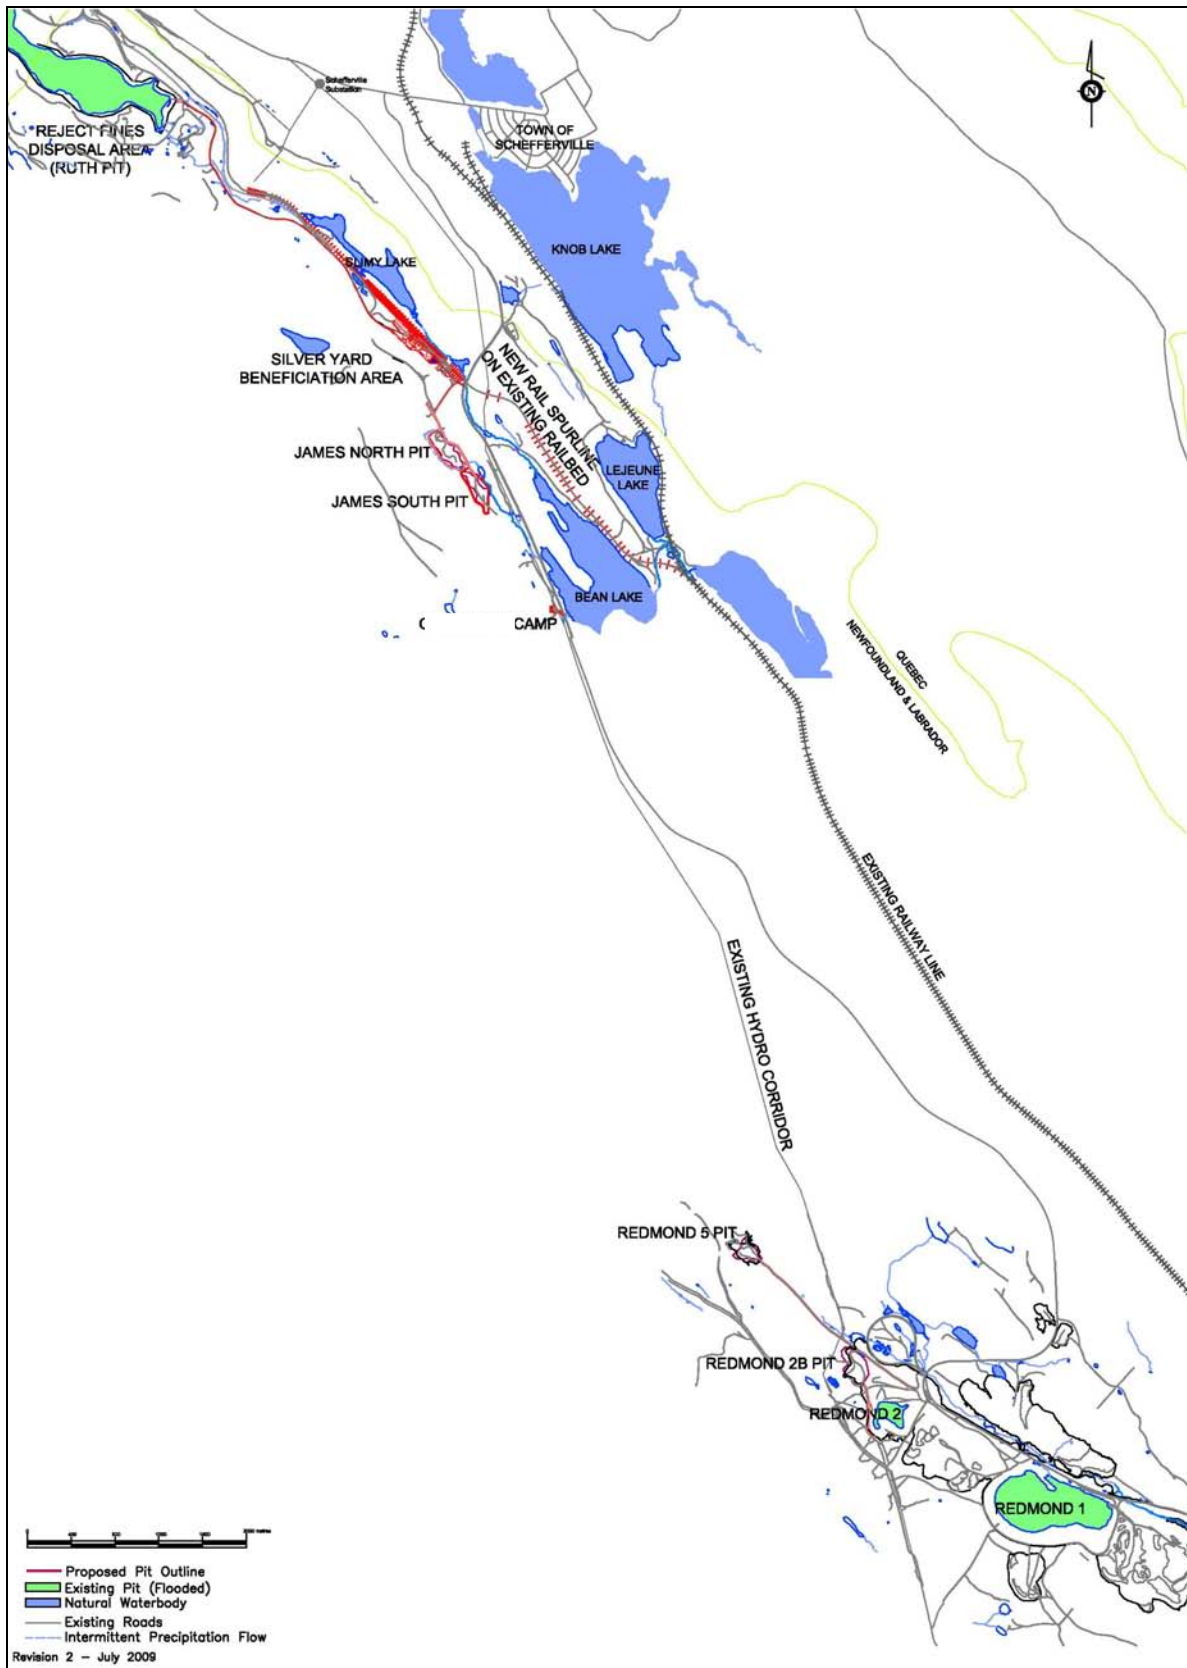 Schefferville
Substation
N
TOWN OF
SCHEFFERVILLE
REJECT FINES
DISPOSAL AREA
(RUTH PIT)
KNOB LAKE
SLIMY LAKE
SILVER YARD
BENEFICIATION AREA
NEW RAIL SPURLINE
ON EXISTING RAILBED
JAMES NORTH PIT
LEJEUNE
LAKE
JAMES SOUTH PIT
BEAN LAKE
CAMP
QUEBEC
NEWFOUNDLAND & LABRADOR
EXISTING RAILWAY LINE
EXISTING HYDRO CORRIDOR
REDMOND 5 PIT
REDMOND 2B PIT
REDMOND 2
REDMOND 1
Proposed Pit Outline
Existing Pit (Flooded)
Natural Waterbody
Existing Roads
Intermittent Precipitation Flow
Revision 2 - July 2009